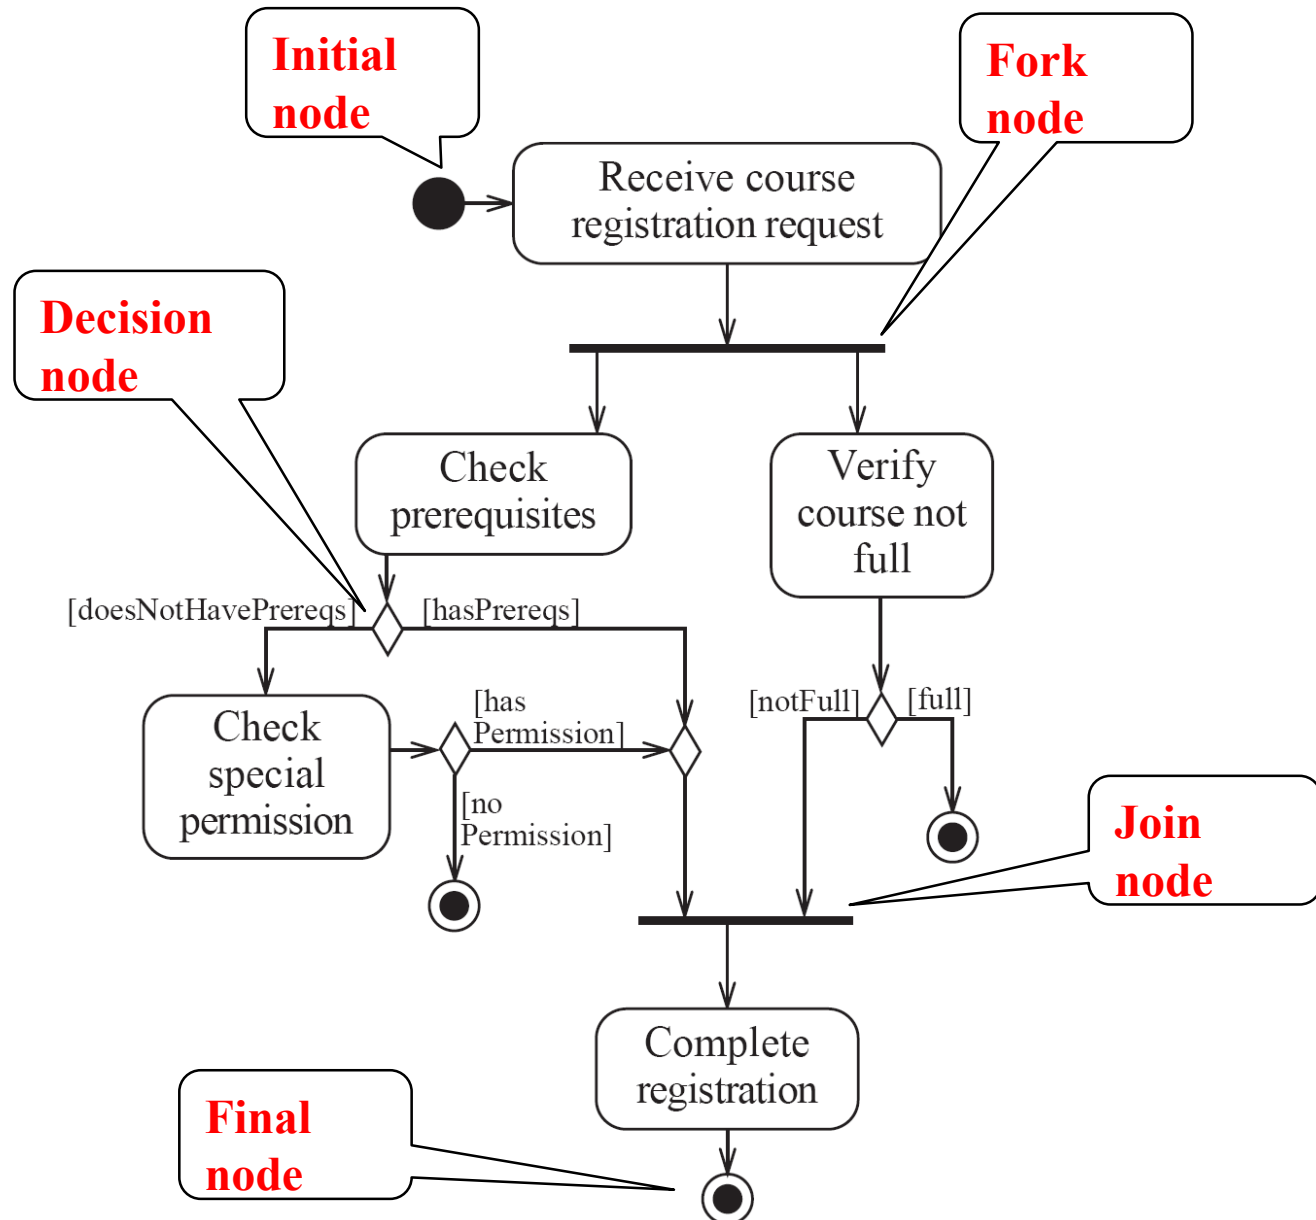 Initial
node
Fork
node
Receive course
registration request
Decision
node
Check
prerequisites
Verify
course not
full
[doesNotHavePrereqs]
[hasPrereqs]
Check
special
permission
[has
Permission]
[no
Permission]
[notFull]
[full]
Join
node
Complete
registration
Final
node